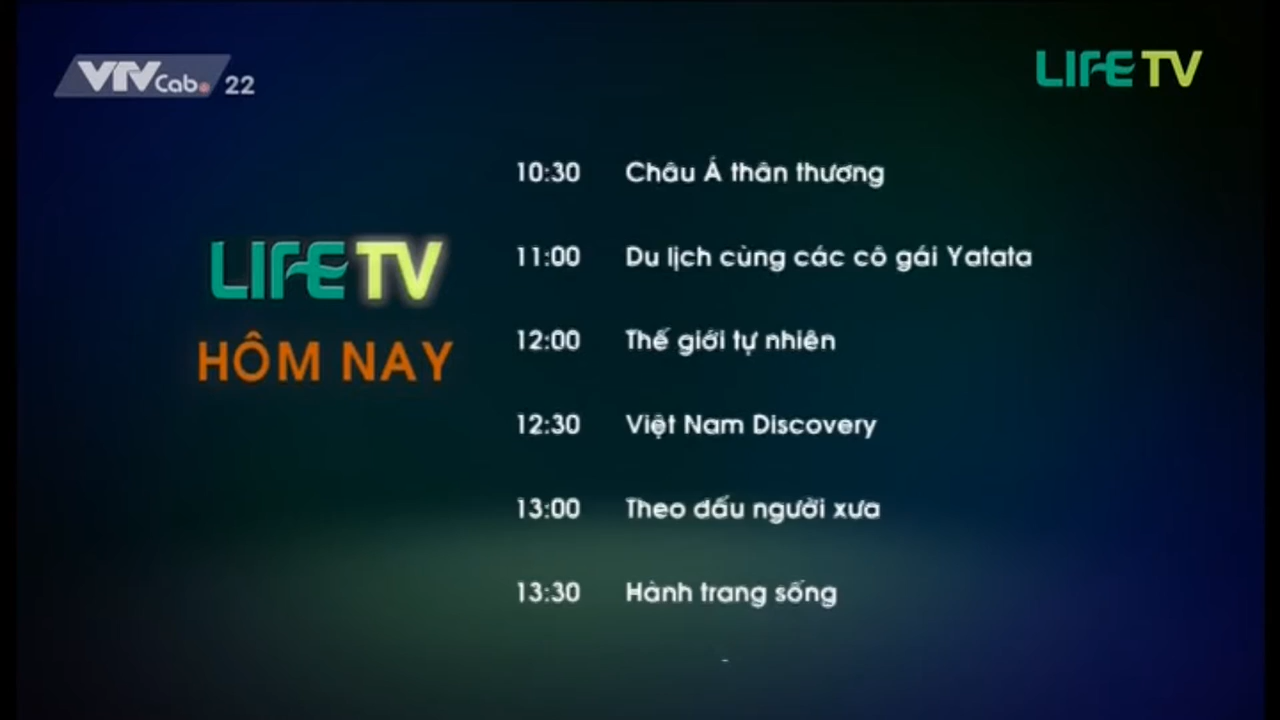 VTVCab 22
LIFE TV
10:30 Châu Á thân thương
11:00 Du lịch cùng các cô gái Yatata
LIFE TV
HÔM NAY
12:00 Thế giới tự nhiên
12:30 Việt Nam Discovery
13:00 Theo dấu người xưa
13:30 Hành trang sống